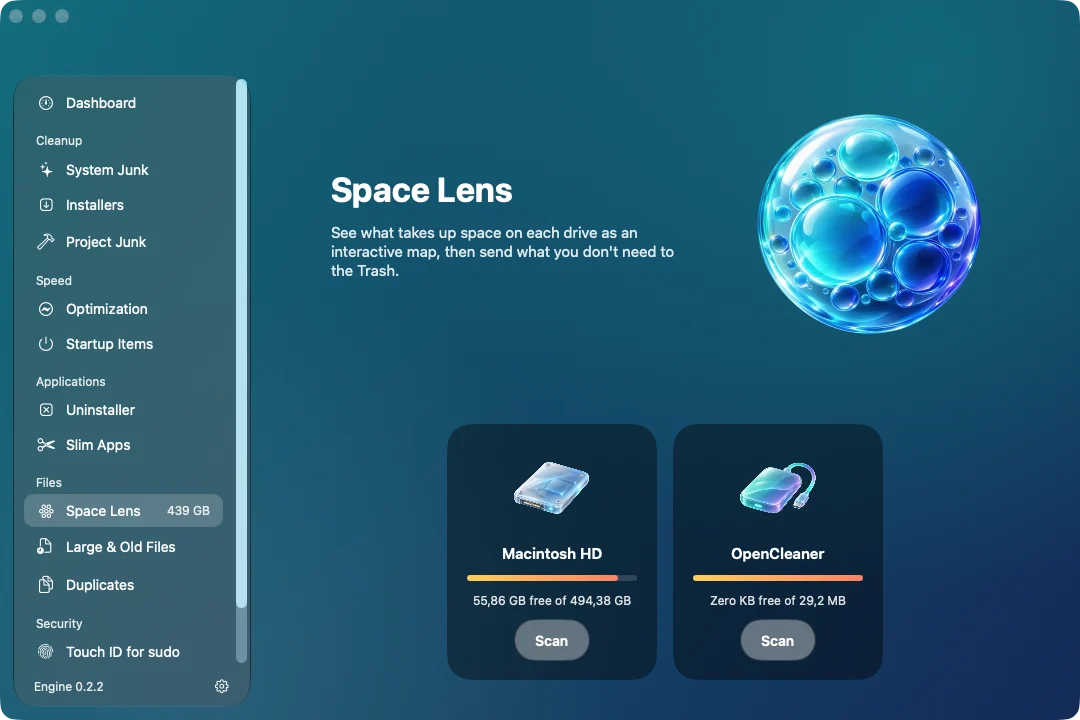 Dashboard
Cleanup
System Junk
Installers
Project Junk
Speed
Optimization
Startup Items
Applications
Uninstaller
Slim Apps
Files
Space Lens 439 GB
Large & Old Files
Duplicates
Security
Touch ID for sudo
Engine 0.2.2
Space Lens
See what takes up space on each drive as an
interactive map, then send what you don't need to
the Trash.
Macintosh HD
55,86 GB free of 494,38 GB
Scan
OpenCleaner
Zero KB free of 29,2 MB
Scan